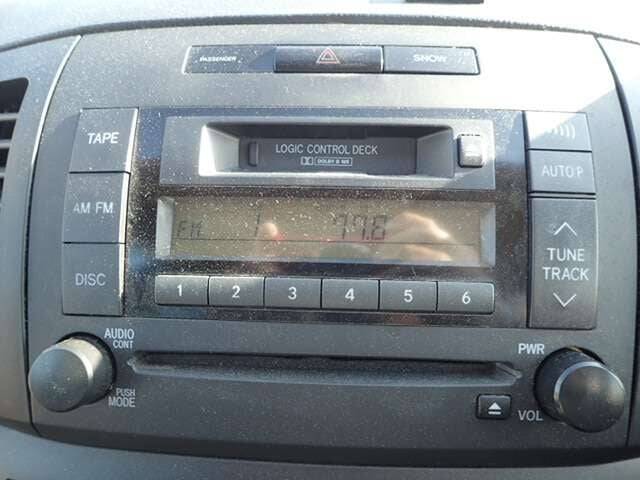 PASSENGER
SNOW
TAPE
LOGIC CONTROL DECK
DOLBY B NR
AUTO.P
AM FM
FM 1 97.6
TUNE
TRACK
DISC
1 2 3 4 5 6
AUDIO
CONT
PWR
PUSH
MODE
VOL